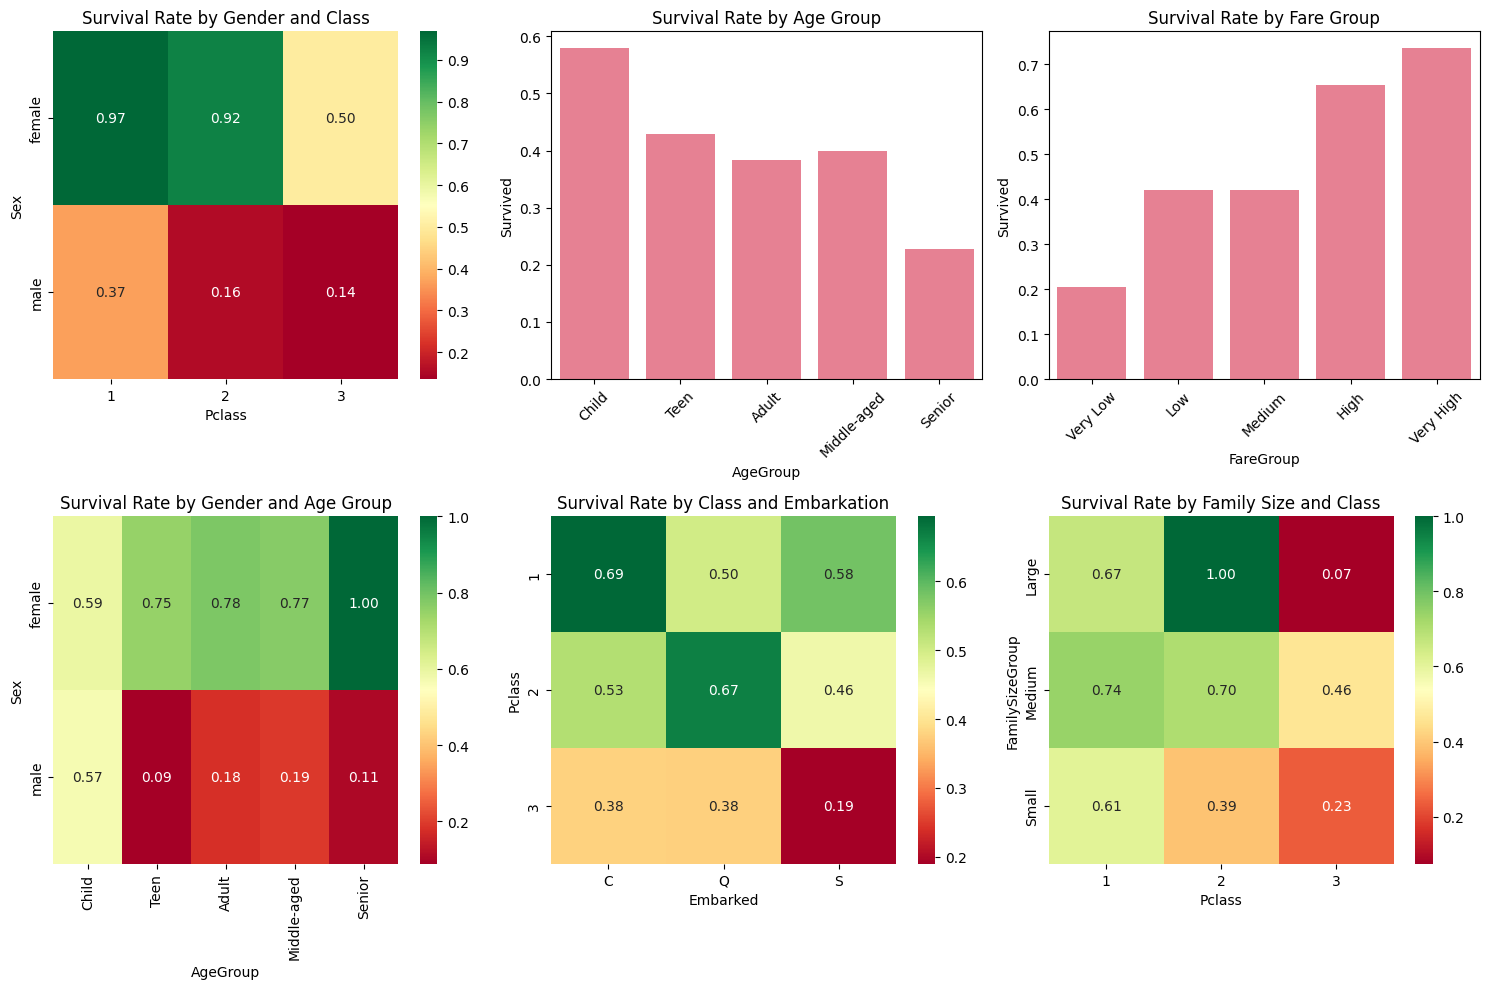 Survival Rate by Gender and Class
female
male
Sex
0.97 0.92 0.50
0.37 0.16 0.14
1 2 3
Pclass
0.9
0.8
0.7
0.6
0.5
0.4
0.3
0.2
Survival Rate by Age Group
Survived
0.6
0.5
0.4
0.3
0.2
0.1
0.0
Child Teen Adult Middle-aged Senior
AgeGroup
Survival Rate by Fare Group
Survived
0.7
0.6
0.5
0.4
0.3
0.2
0.1
0.0
Very Low Low Medium High Very High
FareGroup
Survival Rate by Gender and Age Group
female
male
Sex
0.59 0.75 0.78 0.77 1.00
0.57 0.09 0.18 0.19 0.11
Child Teen Adult Middle-aged Senior
AgeGroup
1.0
0.8
0.6
0.4
0.2
Survival Rate by Class and Embarkation
Pclass
1 0.69 0.50 0.58
2 0.53 0.67 0.46
3 0.38 0.38 0.19
C Q S
Embarked
0.6
0.5
0.4
0.3
0.2
Survival Rate by Family Size and Class
FamilySizeGroup
Large 0.67 1.00 0.07
Medium 0.74 0.70 0.46
Small 0.61 0.39 0.23
1 2 3
Pclass
1.0
0.8
0.6
0.4
0.2